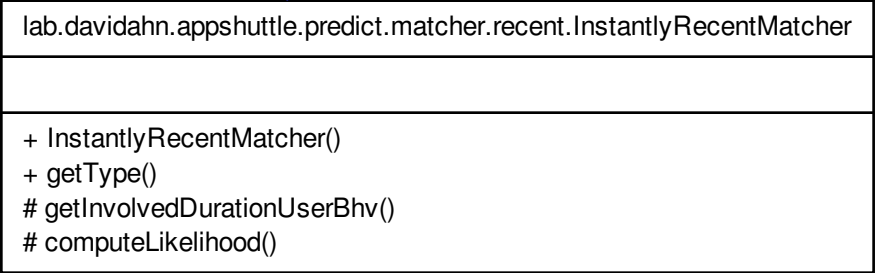 lab.davidahn.appshuttle.predict.matcher.recent.InstantlyRecentMatcher
+ InstantlyRecentMatcher()
+ getType()
# getInvolvedDurationUserBhv()
# computeLikelihood()